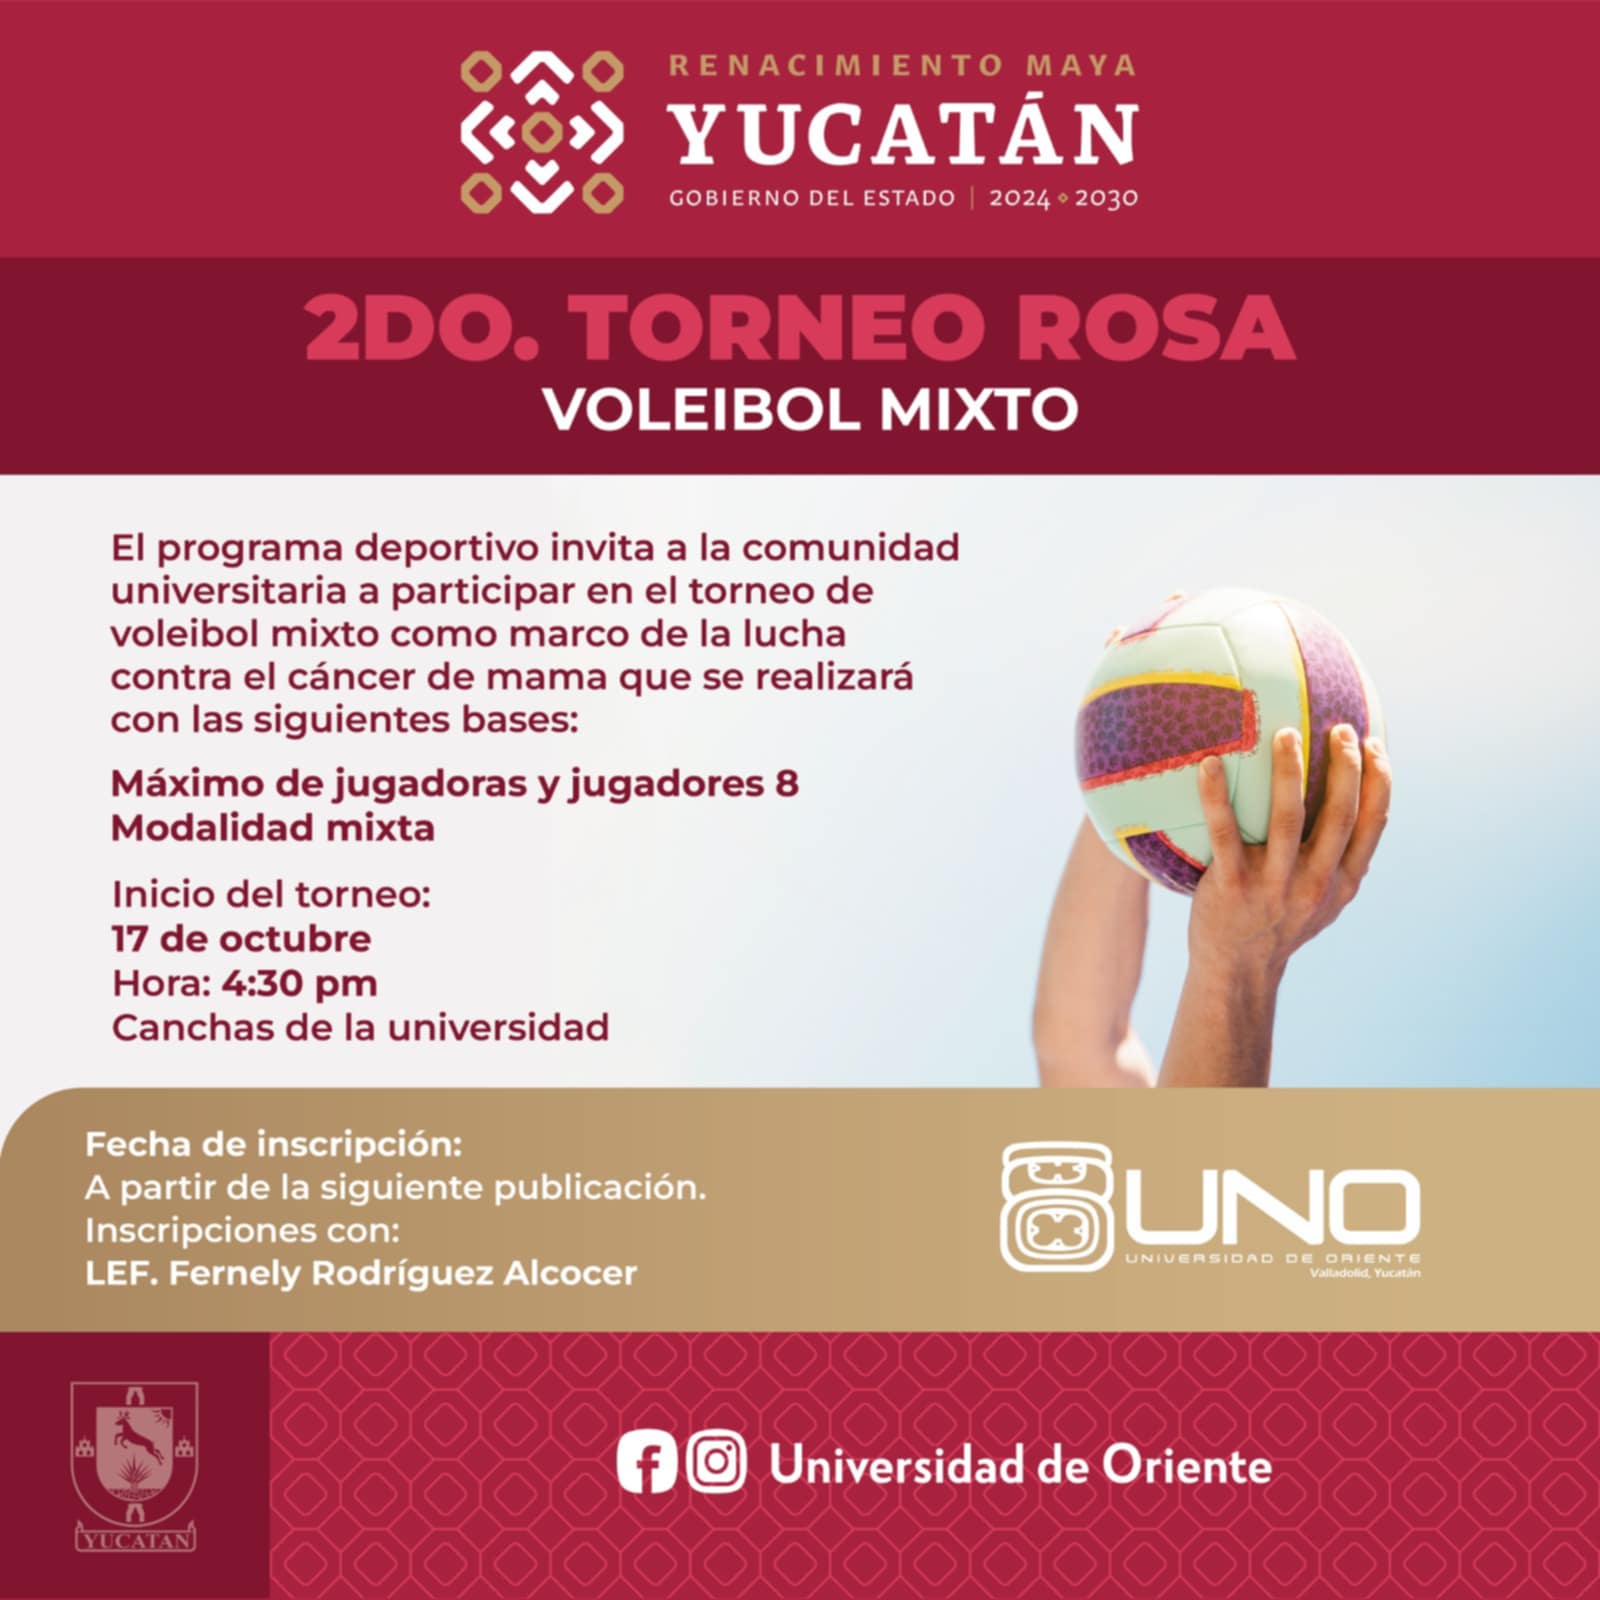 RENACIMIENTO MAYA
YUCATÁN
GOBIERNO DEL ESTADO | 2024 ⋄ 2030
2DO. TORNEO ROSA
VOLEIBOL MIXTO
El programa deportivo invita a la comunidad
universitaria a participar en el torneo de
voleibol mixto como marco de la lucha
contra el cáncer de mama que se realizará
con las siguientes bases:
Máximo de jugadoras y jugadores 8
Modalidad mixta
Inicio del torneo:
17 de octubre
Hora: 4:30 pm
Canchas de la universidad
Fecha de inscripción:
A partir de la siguiente publicación.
Inscripciones con:
LEF. Fernely Rodríguez Alcocer
UNO
UNIVERSIDAD DE ORIENTE
Valladolid, Yucatán
YUCATAN
Universidad de Oriente